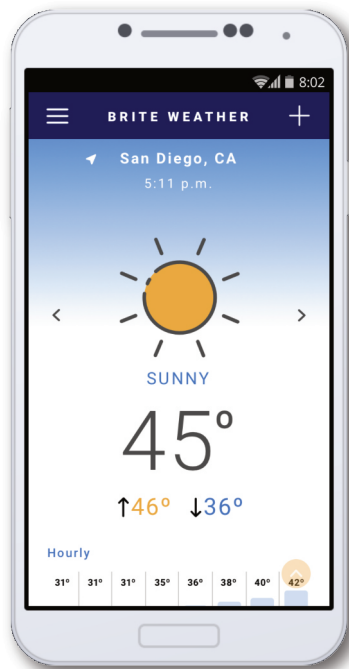 8:02
BRITE WEATHER
San Diego, CA
5:11 p.m.
SUNNY
45°
↑46° ↓36°
Hourly
31° 31° 31° 35° 36° 38° 40° 42°